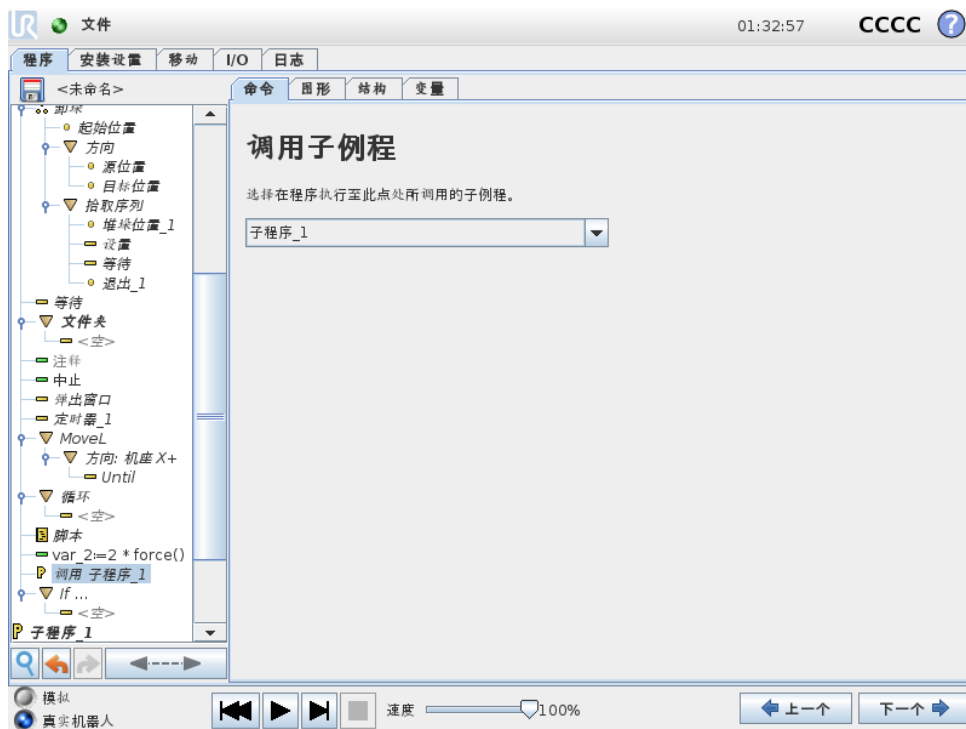 UR 文件 01:32:57 CCCC ?
程序 安装设置 移动 I/O 日志
<未命名>
命令 图形 结构 变量
卸垛
起始位置
方向
源位置
目标位置
拾取序列
堆垛位置_1
设置
等待
退出_1
等待
文件夹
<空>
注释
中止
弹出窗口
定时器_1
MoveL
方向: 机座 X+
Until
循环
<空>
脚本
var_2:=2 * force()
调用 子程序_1
If ...
<空>
子程序_1
调用子例程
选择在程序执行至此点处所调用的子例程。
子程序_1
模拟
真实机器人
速度 100%
上一个 下一个